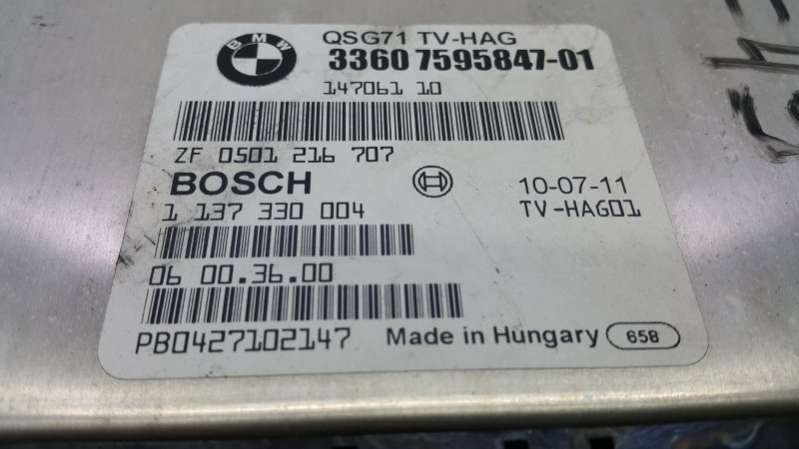 BMW
QSG71 TV-HAG
3360 7595847-01
147061 10
ZF 0501 216 707
BOSCH
10-07-11
1 137 330 004
TV-HAG01
06 00.36.00
PB0427102147
Made in Hungary 658